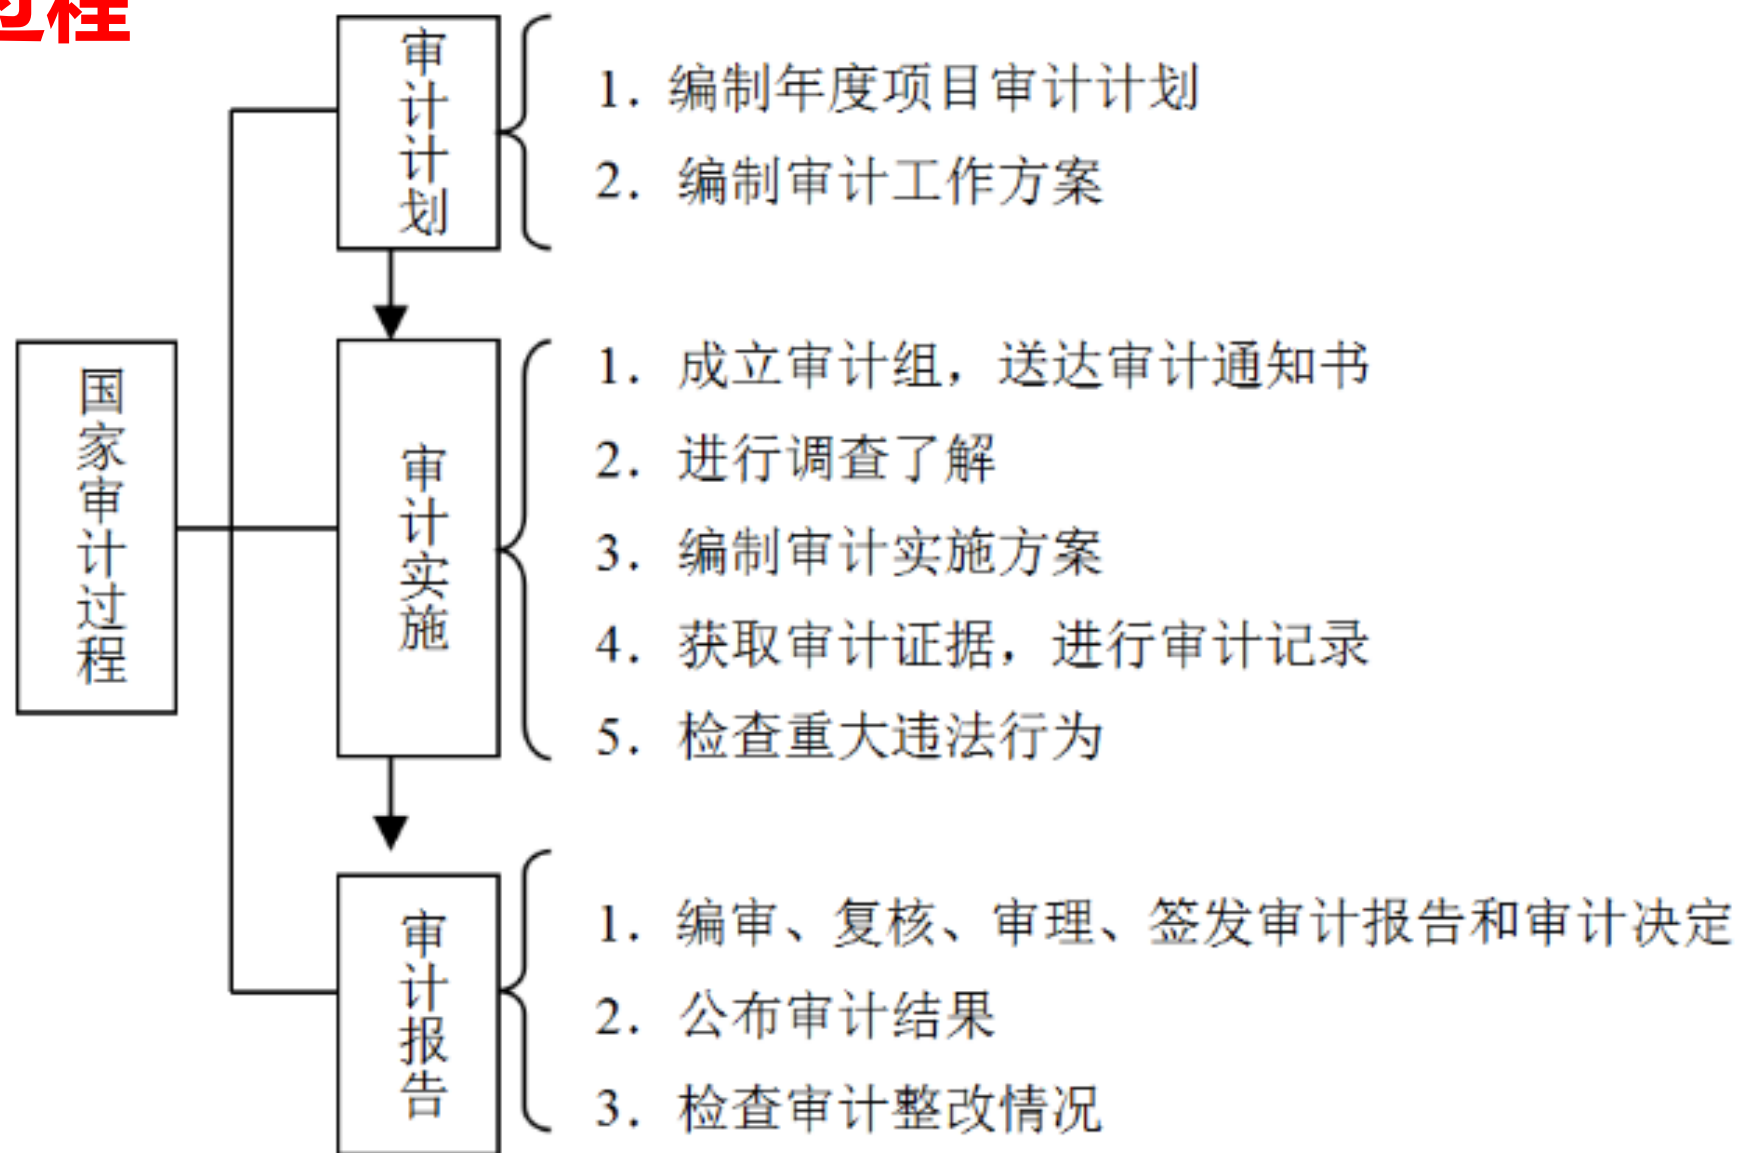 过程
审计计划
1. 编制年度项目审计计划
2. 编制审计工作方案
国家审计过程
审计实施
1. 成立审计组，送达审计通知书
2. 进行调查了解
3. 编制审计实施方案
4. 获取审计证据，进行审计记录
5. 检查重大违法行为
审计报告
1. 编审、复核、审理、签发审计报告和审计决定
2. 公布审计结果
3. 检查审计整改情况